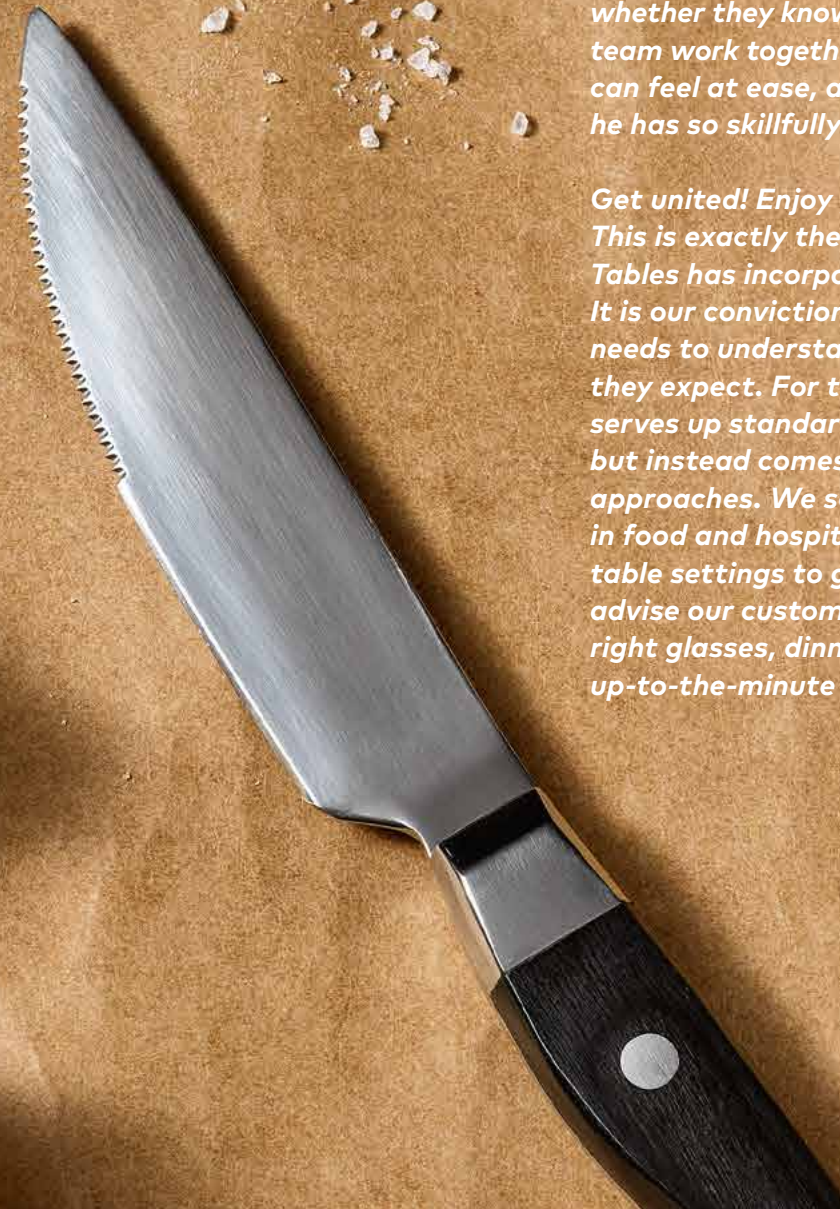 whether they know
team work togeth
can feel at ease, a
he has so skillfully
Get united! Enjoy
This is exactly the
Tables has incorpo
It is our conviction
needs to understa
they expect. For t
serves up standar
but instead comes
approaches. We s
in food and hospit
table settings to g
advise our custom
right glasses, dinn
up-to-the-minute